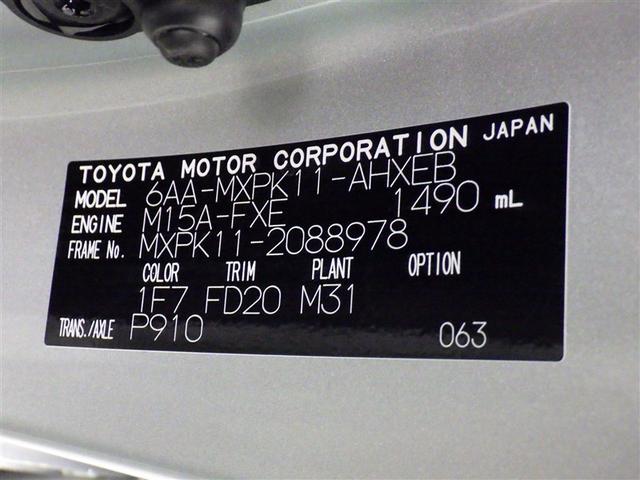 TOYOTA MOTOR CORPORATION JAPAN
MODEL 6AA-MXPK11-AHXEB
ENGINE M15A-FXE 1490 mL
FRAME No. MXPK11-2088978
COLOR TRIM PLANT OPTION
1F7 FD20 M31
TRANS./AXLE P910 063